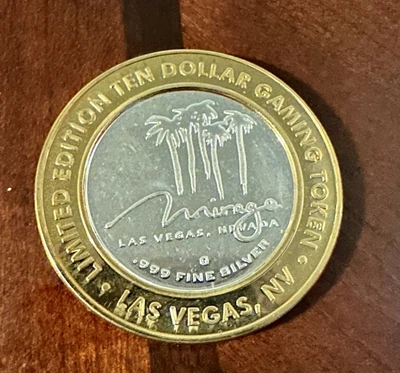 • LIMITED EDITION TEN DOLLAR GAMING TOKEN •
Mirage
LAS VEGAS, NEVADA
.999 FINE SILVER
LAS VEGAS, NV